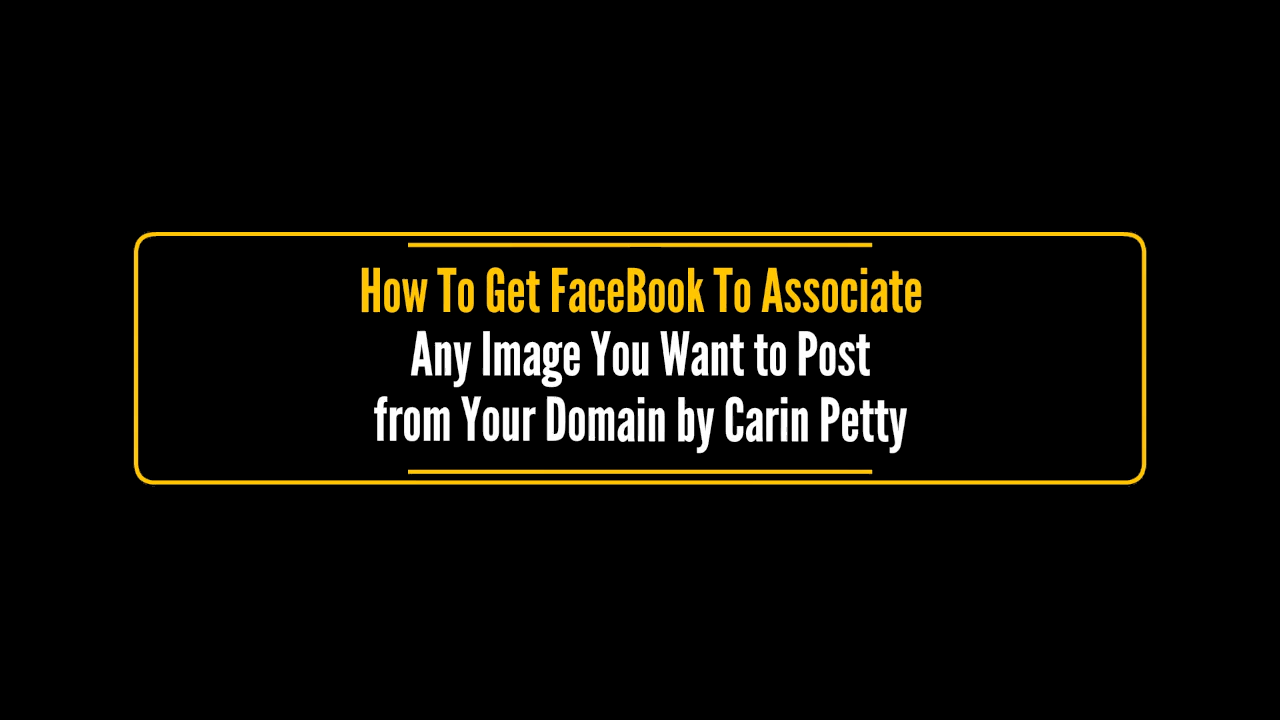 How To Get FaceBook To Associate
Any Image You Want to Post
from Your Domain by Carin Petty